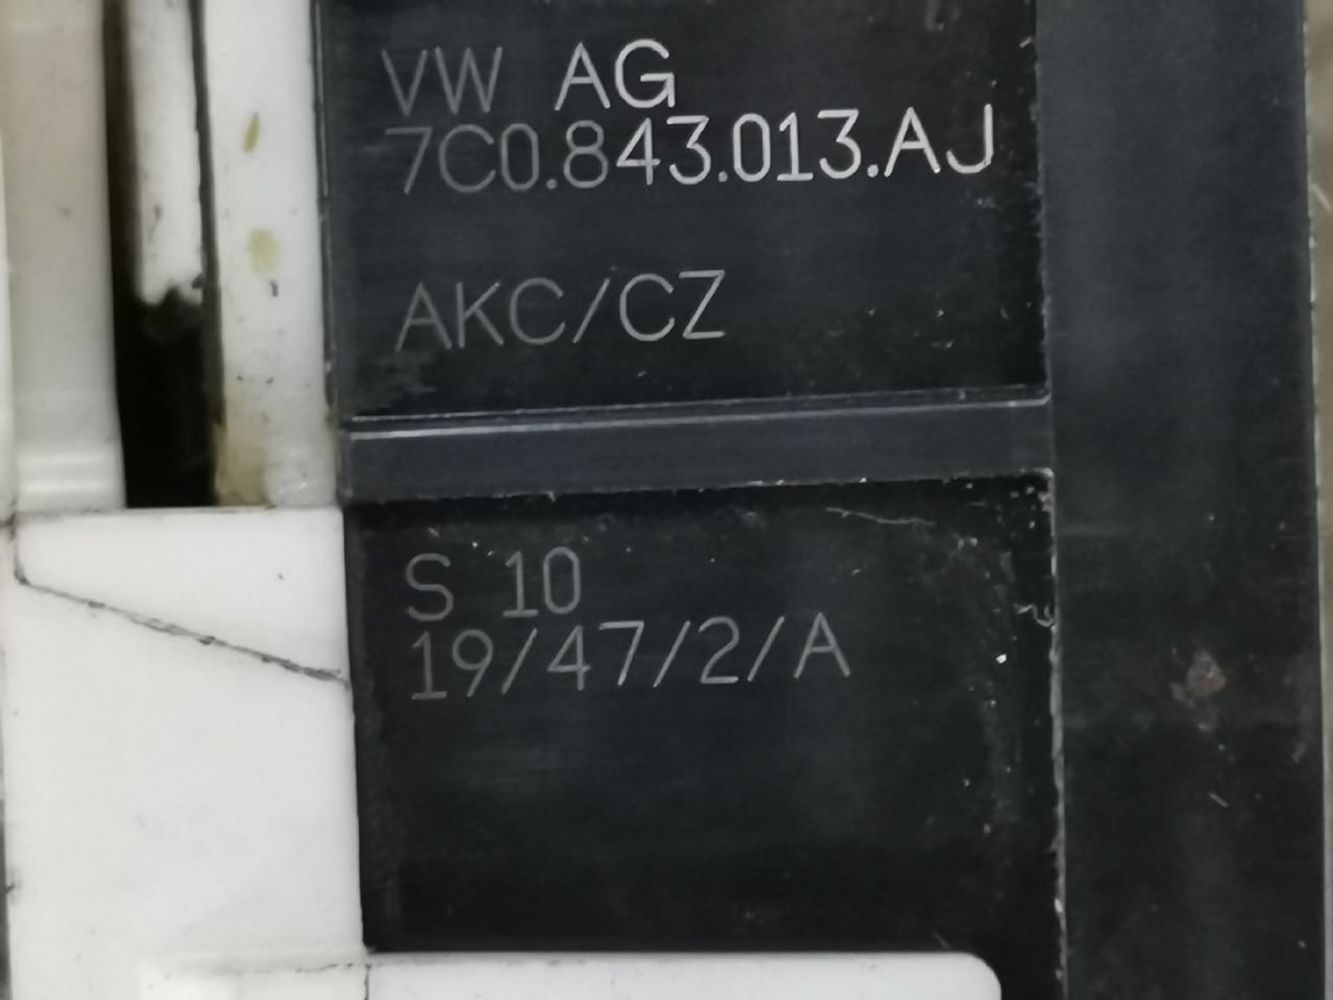 VW AG
7C0.843.013.AJ
AKC/CZ
S 10
19/47/2/A